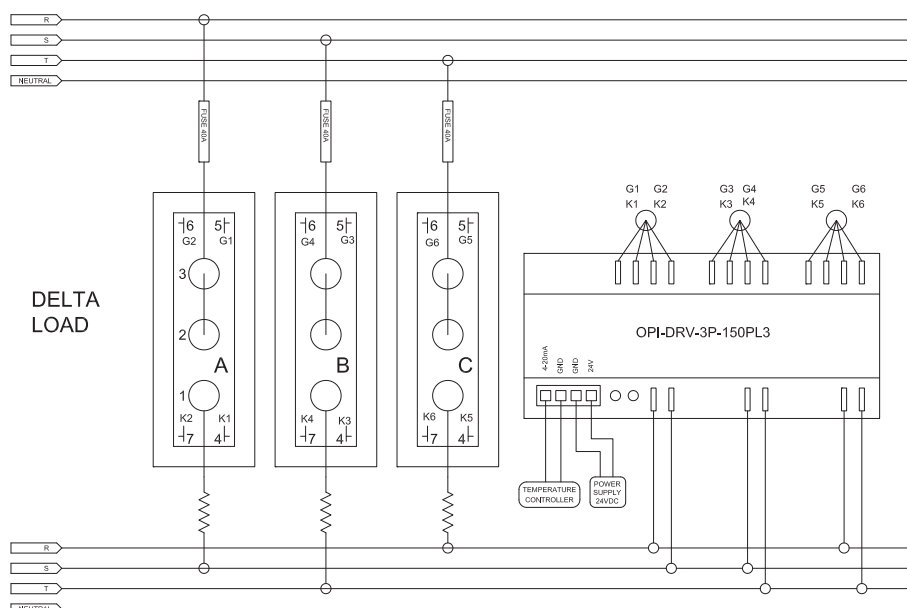 R
S
T
NEUTRAL
FUSE 40A
FUSE 40A
FUSE 40A
G1 G2
K1 K2
G3 G4
K3 K4
G5 G6
K5 K6
6 5
G2 G1
3
2
A
1
K2 K1
7 4
6 5
G4 G3
B
K4 K3
7 4
6 5
G6 G5
C
K6 K5
7 4
DELTA
LOAD
OPI-DRV-3P-150PL3
4-20mA
GND
GND
24V
TEMPERATURE
CONTROLLER
POWER
SUPPLY
24VDC
R
S
T
NEUTRAL